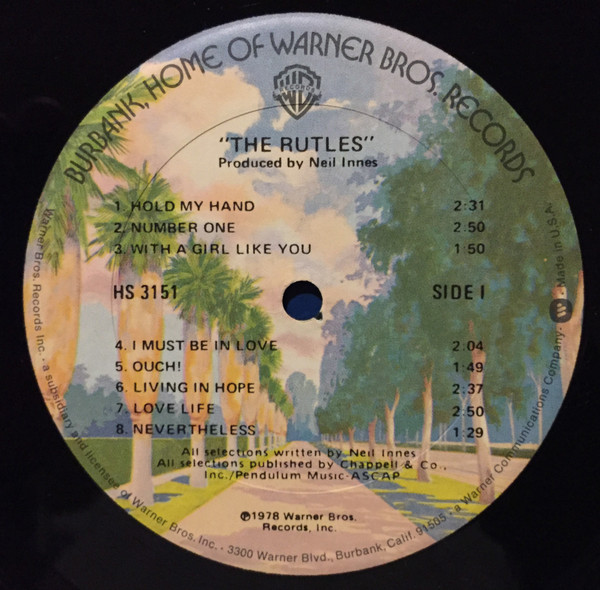 BURBANK, HOME OF WARNER BROS. RECORDS
WB
RECORDS
"THE RUTLES"
Produced by Neil Innes
1. HOLD MY HAND 2:31
2. NUMBER ONE 2:50
3. WITH A GIRL LIKE YOU 1:50
HS 3151 SIDE 1
4. I MUST BE IN LOVE 2:04
5. OUCH! 1:49
6. LIVING IN HOPE 2:37
7. LOVE LIFE 2:50
8. NEVERTHELESS 1:29
All selections written by Neil Innes
All selections published by Chappell & Co.,
Inc./Pendulum Music-ASCAP
℗1978 Warner Bros.
Records, Inc.
Warner Bros. Records Inc. • a subsidiary and licensee of Warner Bros. Inc. • 3300 Warner Blvd., Burbank, Calif. 91505 • a Warner Communications Company • Made in U.S.A.